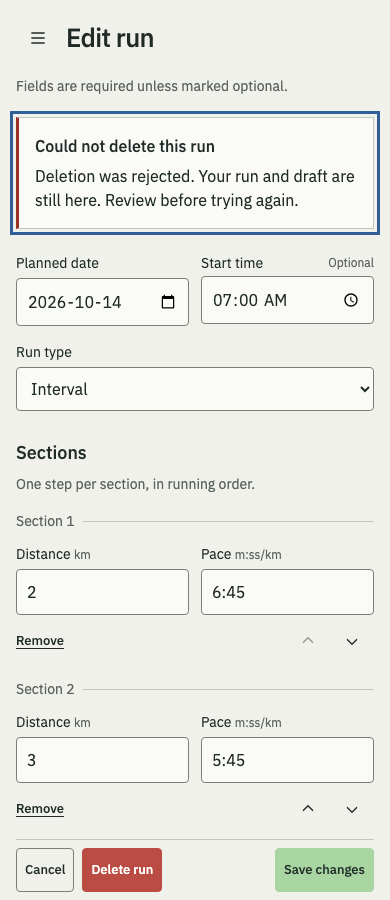 Edit run
Fields are required unless marked optional.
Could not delete this run
Deletion was rejected. Your run and draft are
still here. Review before trying again.
Planned date
Start time Optional
2026-10-14
07:00 AM
Run type
Interval
Sections
One step per section, in running order.
Section 1
Distance km
Pace m:ss/km
2
6:45
Remove
Section 2
Distance km
Pace m:ss/km
3
5:45
Remove
Cancel
Delete run
Save changes